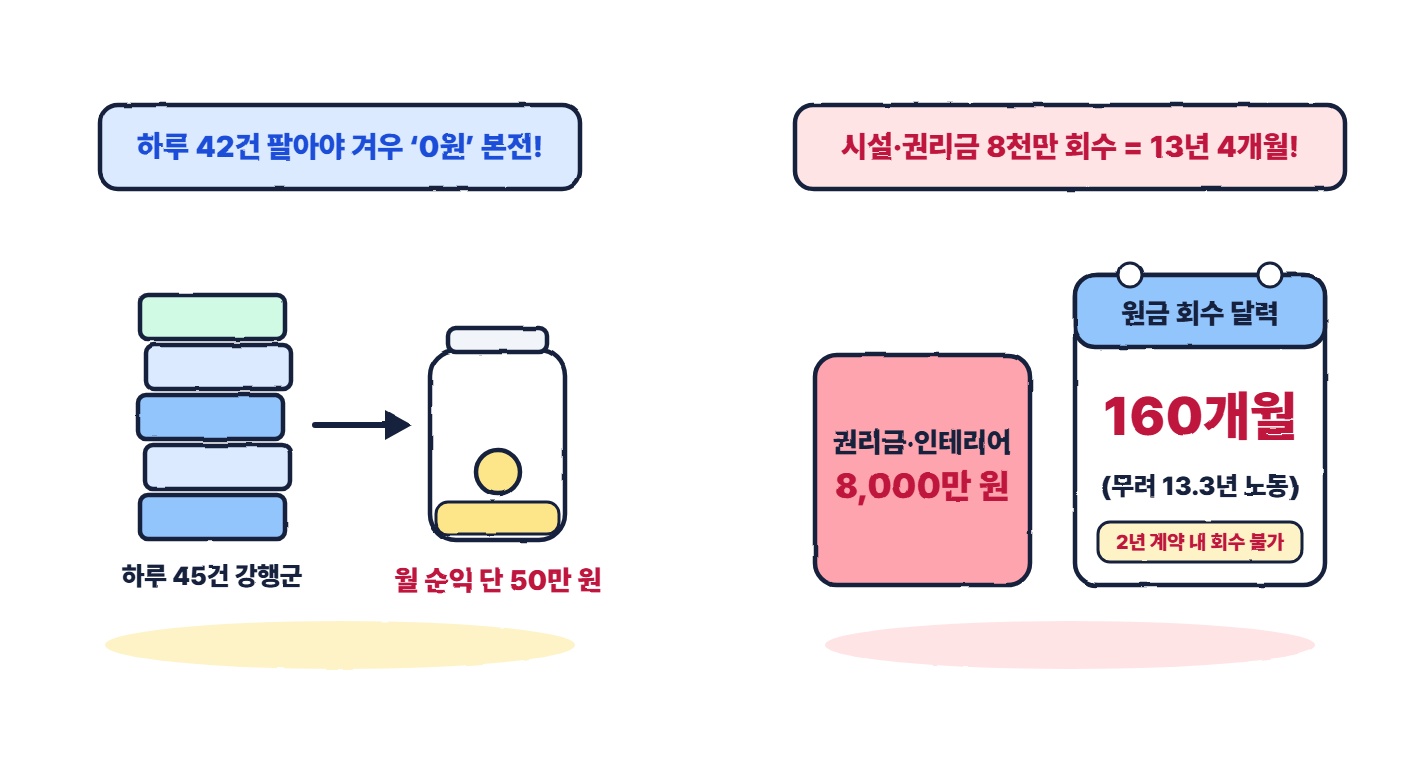 하루 42건 팔아야 겨우 ‘0원’ 본전!
하루 45건 강행군
월 순익 단 50만 원
시설·권리금 8천만 회수 = 13년 4개월!
권리금·인테리어
8,000만 원
원금 회수 달력
160개월
(무려 13.3년 노동)
2년 계약 내 회수 불가